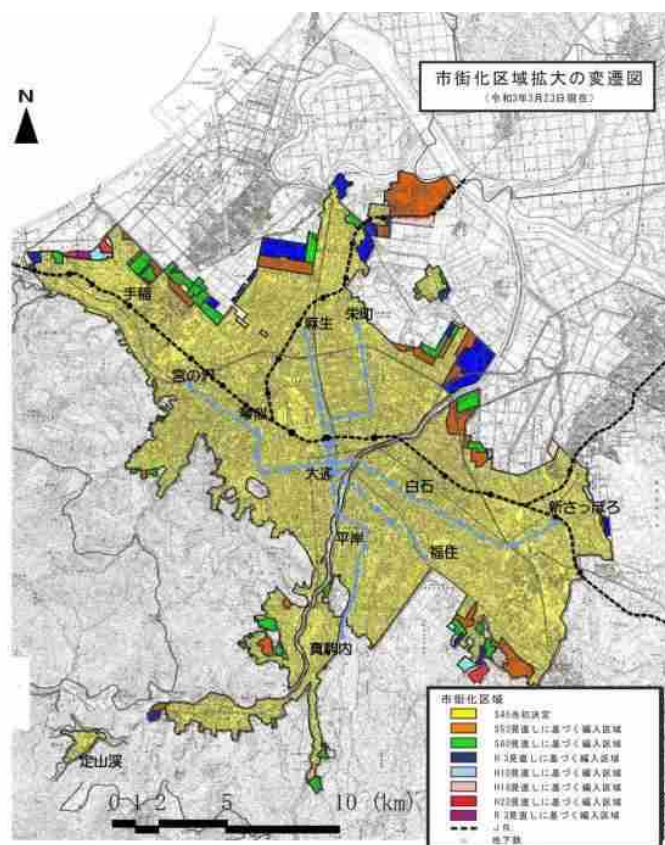 市街化区域拡大の変遷図
（令和3年3月23日現在）
N
手稲
麻生
栄町
宮の沢
琴似
大通
白石
新さっぽろ
平岸
福住
真駒内
定山渓
0 1 2 5 10 (km)
市街化区域
S45当初決定
S53見直しに基づく編入区域
S60見直しに基づく編入区域
H 3見直しに基づく編入区域
H10見直しに基づく編入区域
H16見直しに基づく編入区域
H22見直しに基づく編入区域
R 3見直しに基づく編入区域
JR
地下鉄